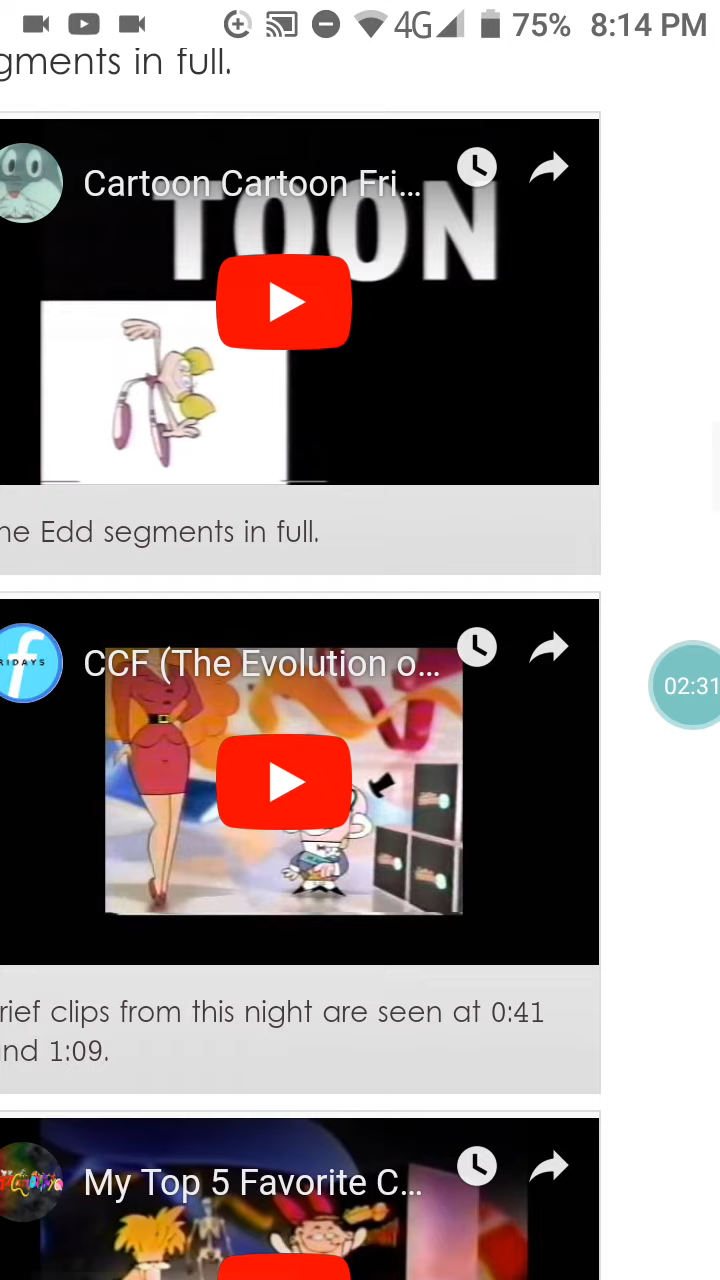 4G 75% 8:14 PM
gments in full.
Cartoon Cartoon Fri...
TOON
ne Edd segments in full.
RIDAYS
CCF (The Evolution o...
02:31
rief clips from this night are seen at 0:41
nd 1:09.
My Top 5 Favorite C...